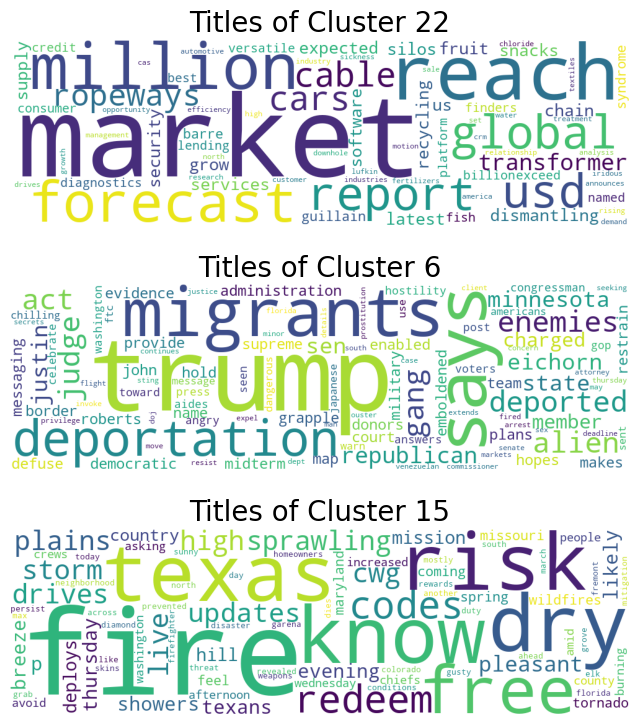 Titles of Cluster 22
supply credit automotive versatile expected silos fruit snacks syndrome
million cable reach chloride textiles
cas best industry sickness sale
consumer ropeways cars us finders water treatment
opportunity efficiency high set crm relationship analysis
market software recycling platform chain global
management security barre lending north grow motion transformer
growth drives diagnostics research services customer downhole lufkin industries fertilizers billion exceed america iridous announces
forecast report usd named rising demand
guillain latest fish dismantling
Titles of Cluster 6
act evidence justice administration hostility congressman client seeking
chilling secrets washington ftc florida minor prostitution use says minnesota americans
celebrate migrants details enemies restrain
messaging justin judge provide continues supreme sen south enabled post charged gop
john hold trump dangerous military case emboldened eichorn voters random
border flight sting message seen japanese gang team state attorney thursday may
toward press aides grapple donors answers extends deported
privilege roberts name angry expel man ouster court fired arrest sex member deadline
deportation doj invoke warn plans senate alien sent
defuse democratic move resist midterm dept map republican venezuelan commissioner markets makes hopes
Titles of Cluster 15
plains country asking high sprawling mission missouri people
crews today sunny homeowners increased south march likely
storm texas cwg coming mostly risk
drives neighborhood north day maryland rewards another spring wildfires fremont mitigation
persist max across prevented updates dies codes duty dry
breeze fire disaster know
p diamond live washington firefighter garena hill evening colorado ahead pleasant grove elk burning
deploys thursday like skins threat feel revealed weapons wednesday chiefs conditions gusty amid county
grab avoid showers afternoon texans redeem free florida tornado